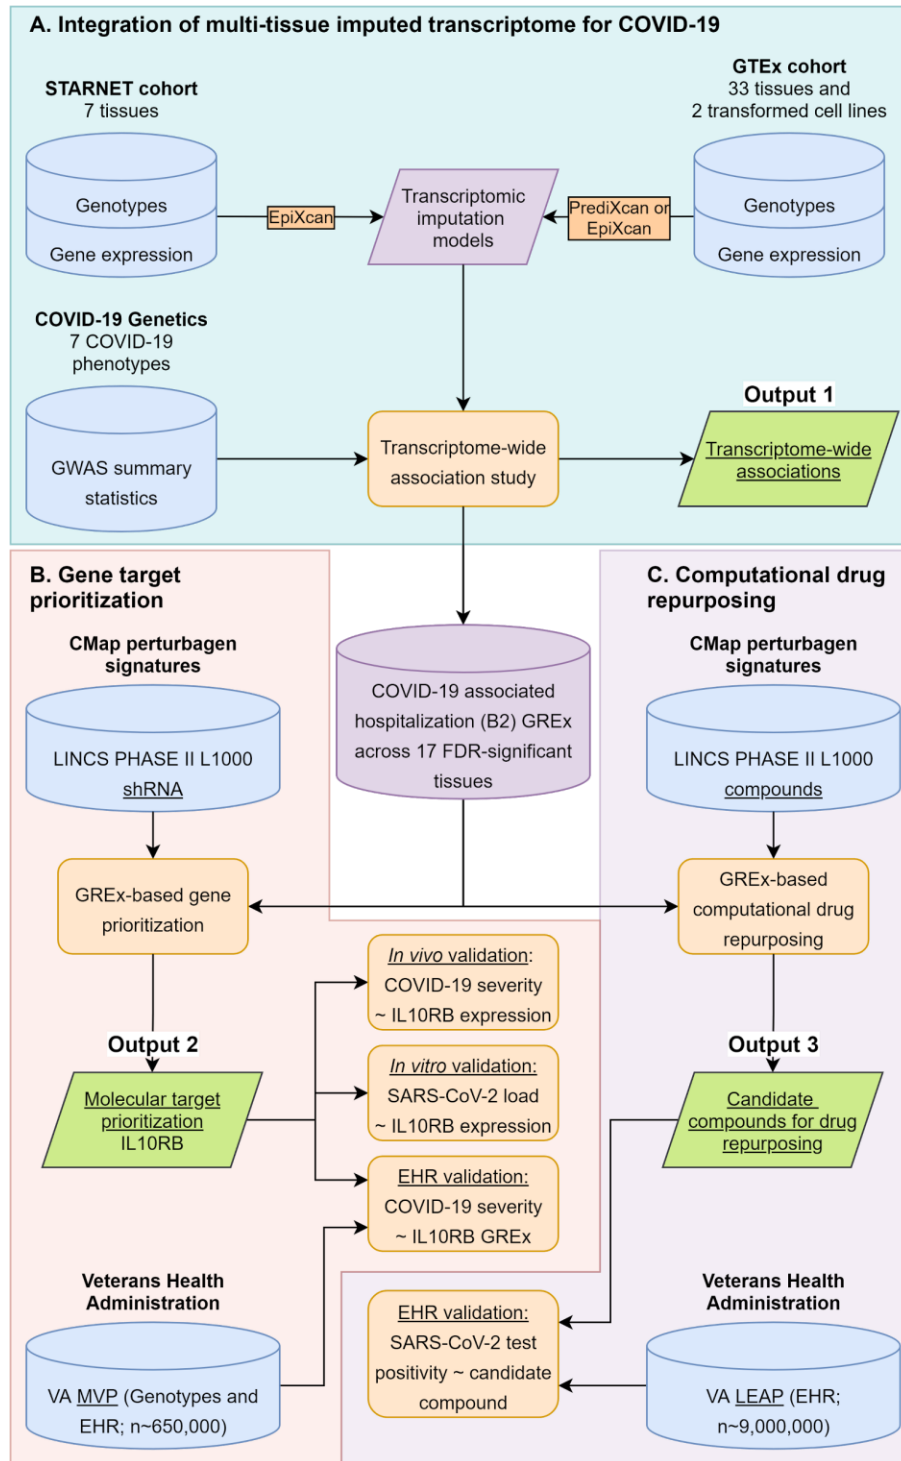 A. Integration of multi-tissue imputed transcriptome for COVID-19
STARNET cohort
7 tissues
GTEx cohort
33 tissues and
2 transformed cell lines
Genotypes
Gene expression
EpiXcan
Transcriptomic
imputation
models
PrediXcan or
EpiXcan
Genotypes
Gene expression
COVID-19 Genetics
7 COVID-19
phenotypes
GWAS summary
statistics
Transcriptome-wide
association study
Output 1
Transcriptome-wide
associations
B. Gene target
prioritization
CMap perturbagen
signatures
LINCS PHASE II L1000
shRNA
COVID-19 associated
hospitalization (B2) GREx
across 17 FDR-significant
tissues
C. Computational drug
repurposing
CMap perturbagen
signatures
LINCS PHASE II L1000
compounds
GREx-based gene
prioritization
GREx-based
computational drug
repurposing
Output 2
Molecular target
prioritization
IL10RB
In vivo validation:
COVID-19 severity
~ IL10RB expression
In vitro validation:
SARS-CoV-2 load
~ IL10RB expression
EHR validation:
COVID-19 severity
~ IL10RB GREx
Output 3
Candidate
compounds for drug
repurposing
Veterans Health
Administration
VA MVP (Genotypes and
EHR; n~650,000)
EHR validation:
SARS-CoV-2 test
positivity ~ candidate
compound
Veterans Health
Administration
VA LEAP (EHR;
n~9,000,000)